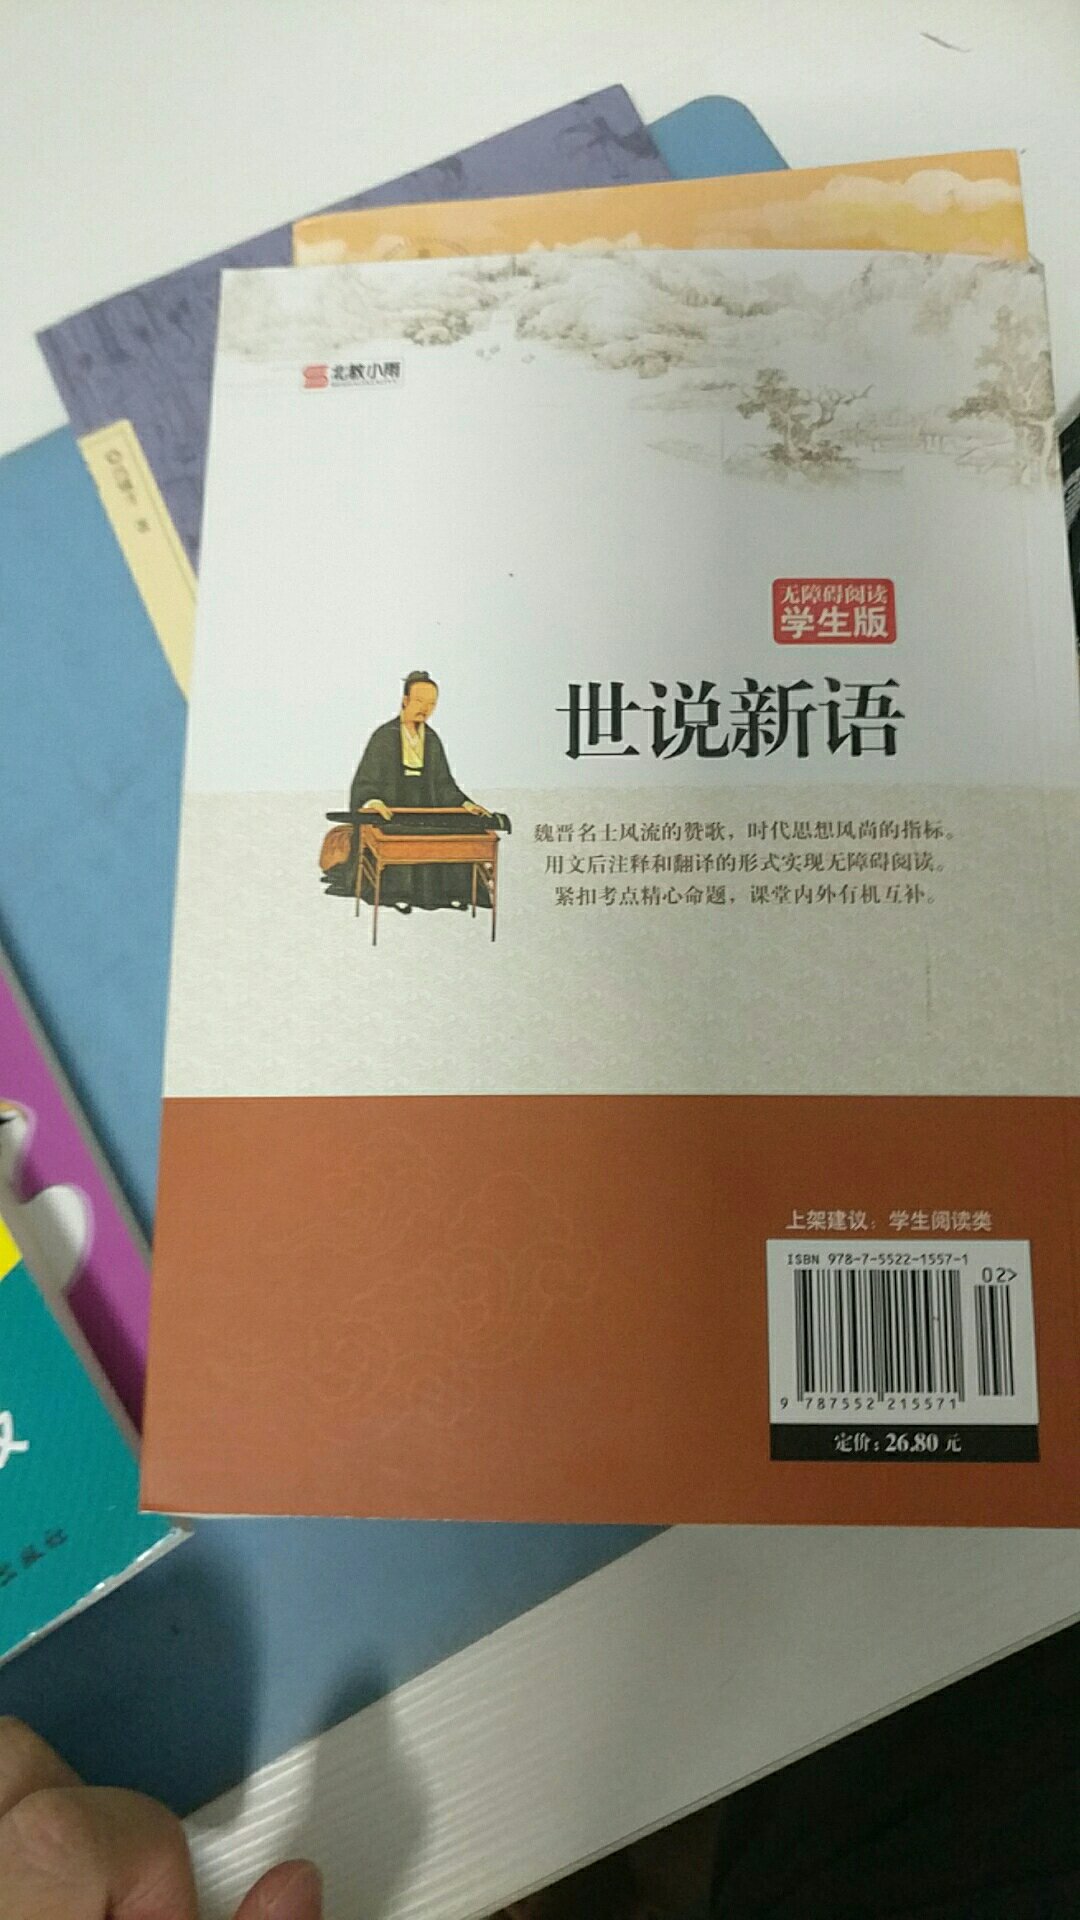 北教小雨
无障碍阅读
学生版
世说新语
魏晋名士风流的赞歌，时代思想风尚的指标。
用文后注释和翻译的形式实现无障碍阅读。
紧扣考点精心命题，课堂内外有机互补。
上架建议：学生阅读类
ISBN 978-7-5522-1557-1
02>
9 787552 215571
定价：26.80 元